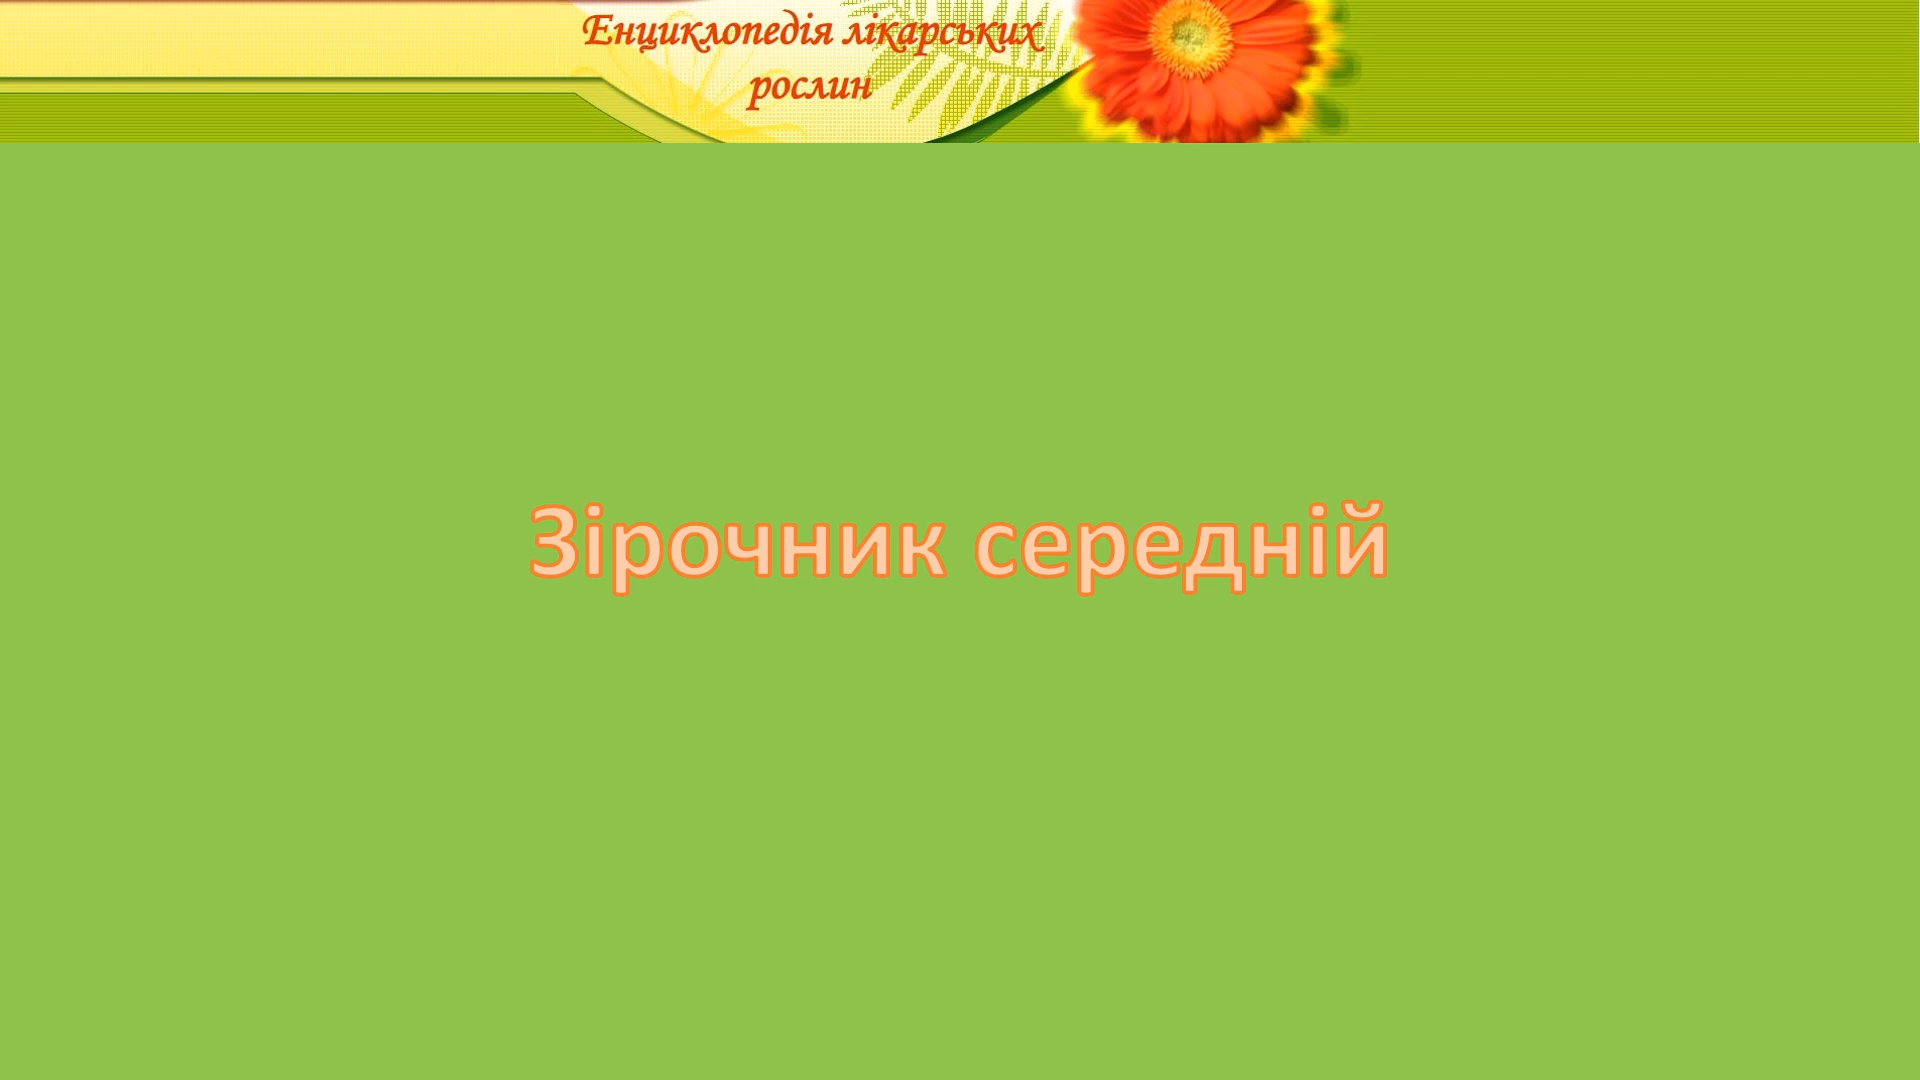 Енциклопедія лікарських
рослин
Зірочник середній